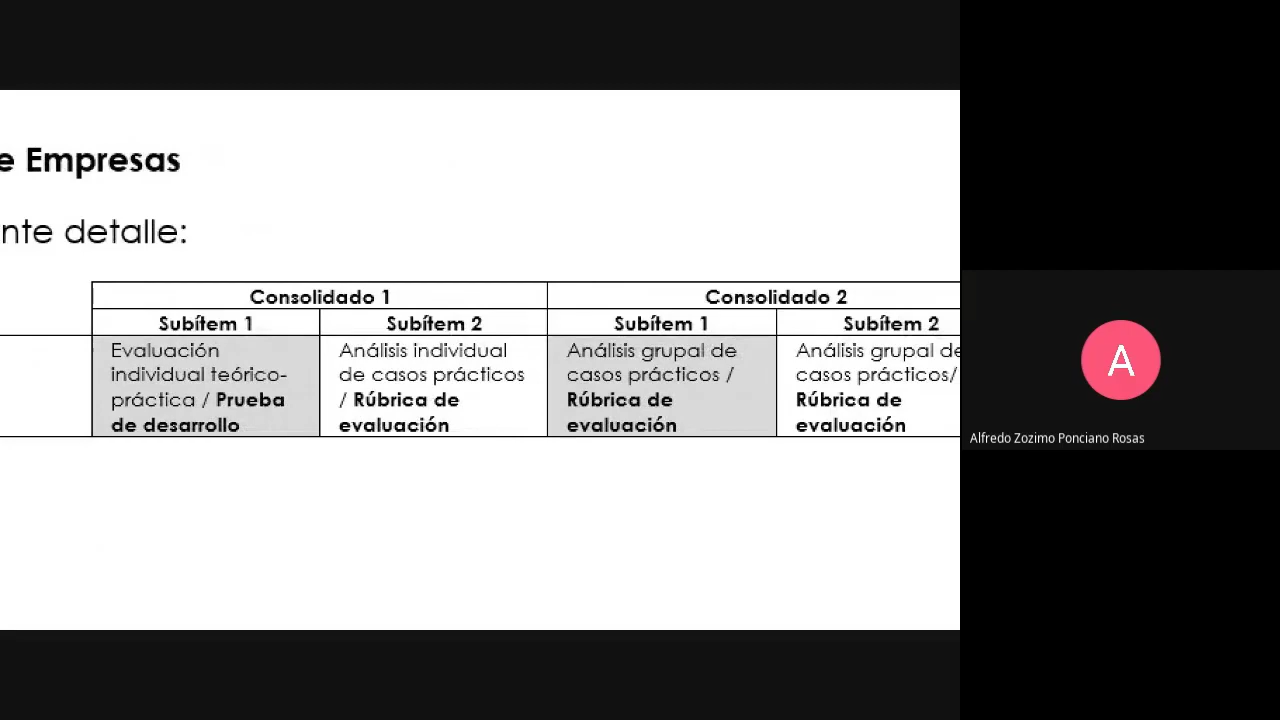 e Empresas
nte detalle:
Consolidado 1 Consolidado 2
Subítem 1 Subítem 2 Subítem 1 Subítem 2
Evaluación
individual teórico-
práctica / Prueba
de desarrollo
Análisis individual
de casos prácticos
/ Rúbrica de
evaluación
Análisis grupal de
casos prácticos /
Rúbrica de
evaluación
Análisis grupal de
casos prácticos/
Rúbrica de
evaluación
A
Alfredo Zozimo Ponciano Rosas